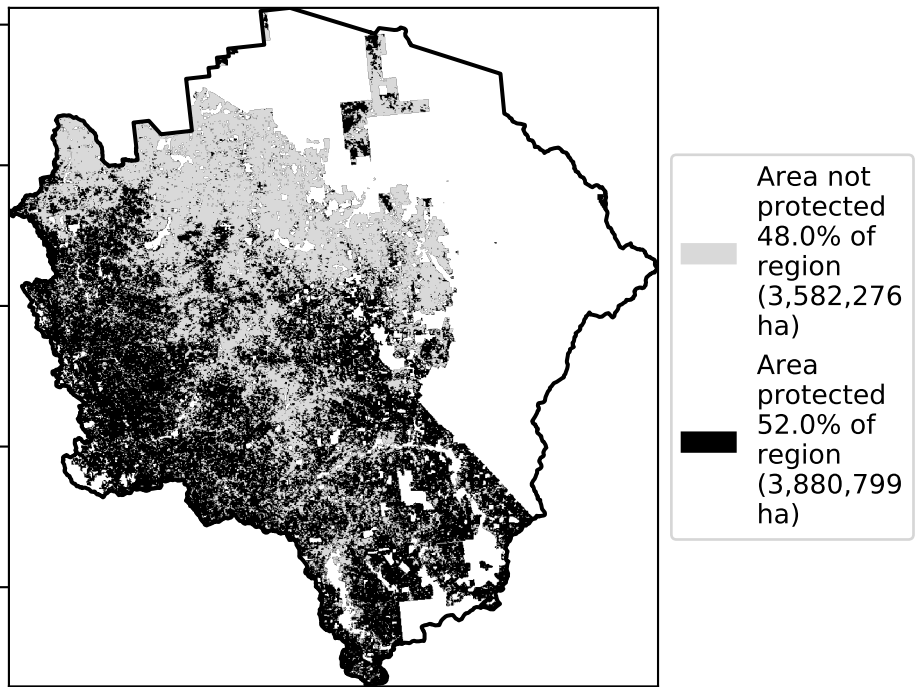 Area not
protected
48.0% of
region
(3,582,276
ha)
Area
protected
52.0% of
region
(3,880,799
ha)